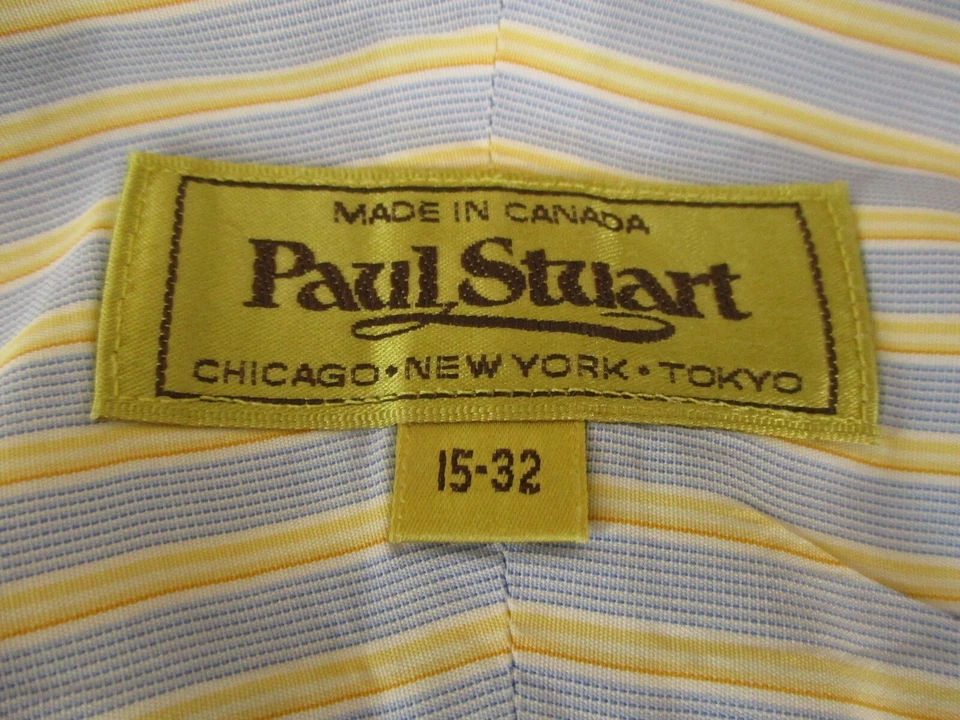 MADE IN CANADA
Paul Stuart
CHICAGO • NEW YORK • TOKYO
15-32